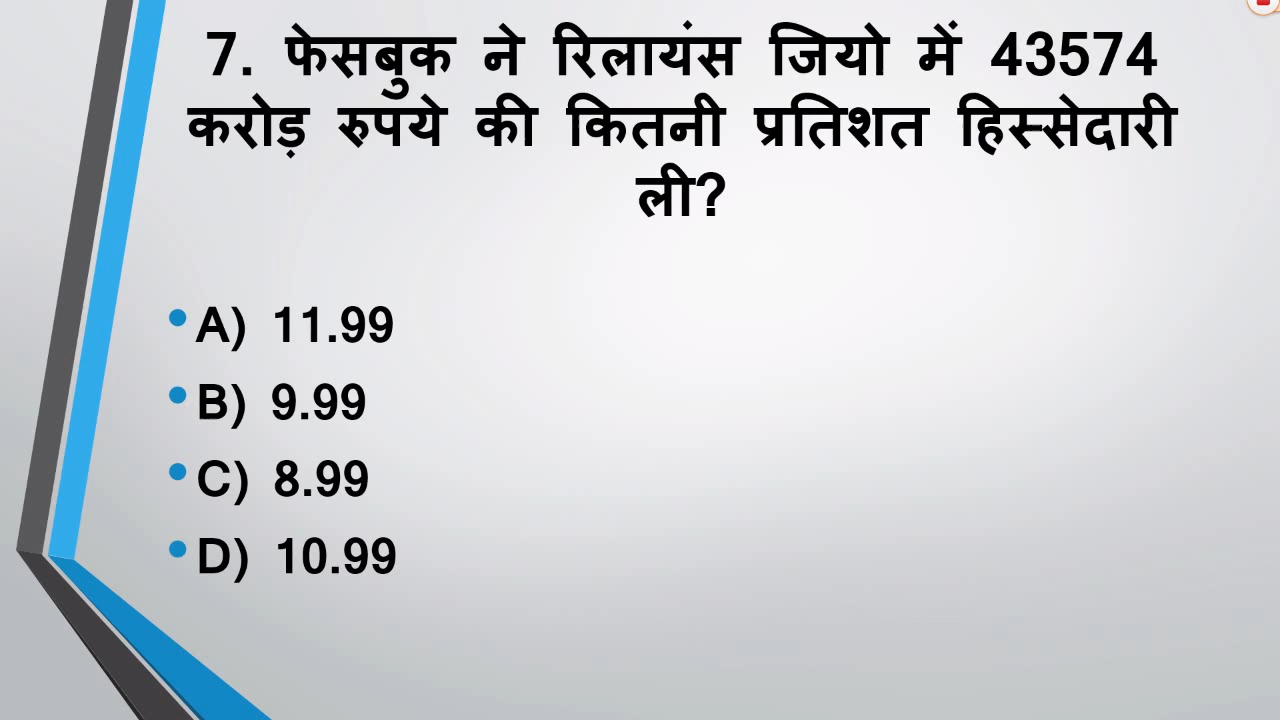 7. फेसबुक ने रिलायंस जियो में 43574
करोड़ रुपये की कितनी प्रतिशत हिस्सेदारी
ली?
A) 11.99
B) 9.99
C) 8.99
D) 10.99